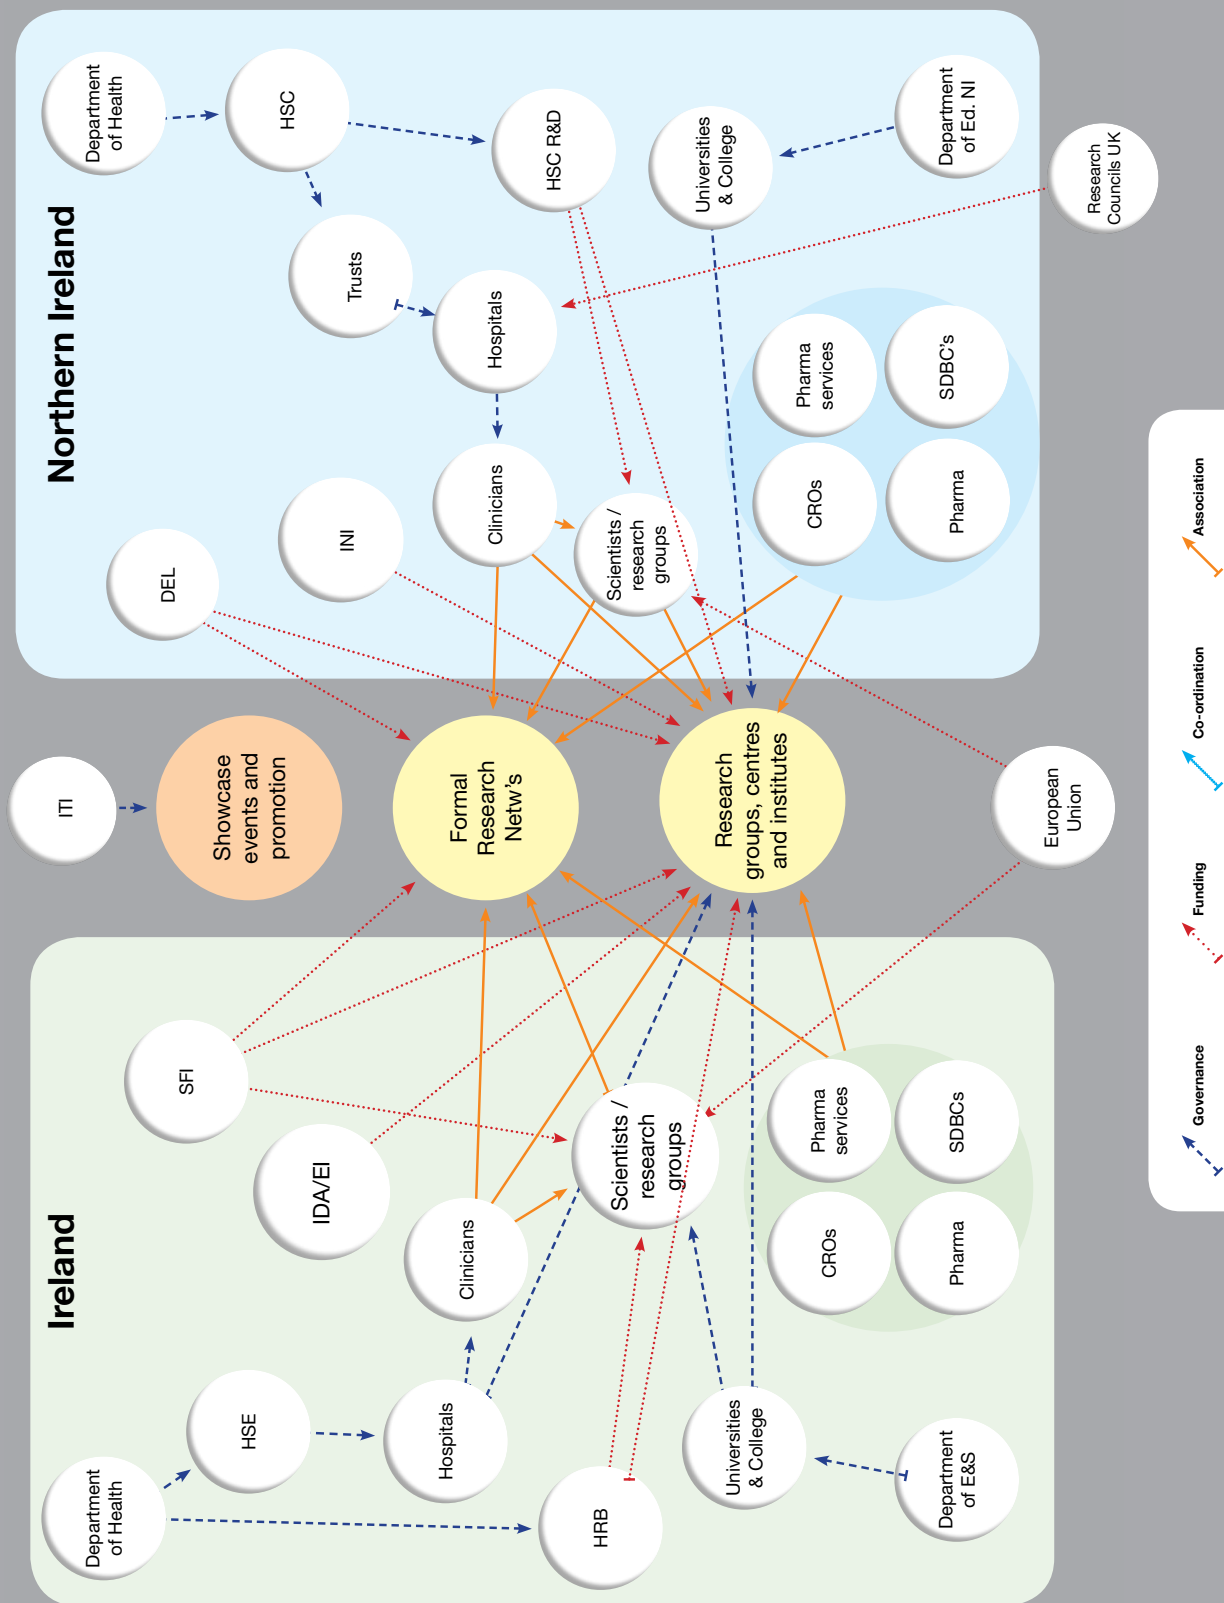 Ireland
Northern Ireland
Department
of Health
HSE
Hospitals
HRB
Universities
& College
Department
of E&S
SFI
IDA/EI
Clinicians
Scientists /
research
groups
Pharma
services
SDBCs
CROs
Pharma
ITI
Showcase
events and
promotion
Formal
Research
Netw's
Research
groups, centres
and institutes
European
Union
DEL
INI
Clinicians
Scientists /
research
groups
Department
of Health
HSC
Trusts
Hospitals
HSC R&D
Universities
& College
Department
of Ed. NI
Research
Councils UK
Pharma
services
SDBC's
CROs
Pharma
Governance
Funding
Co-ordination
Association